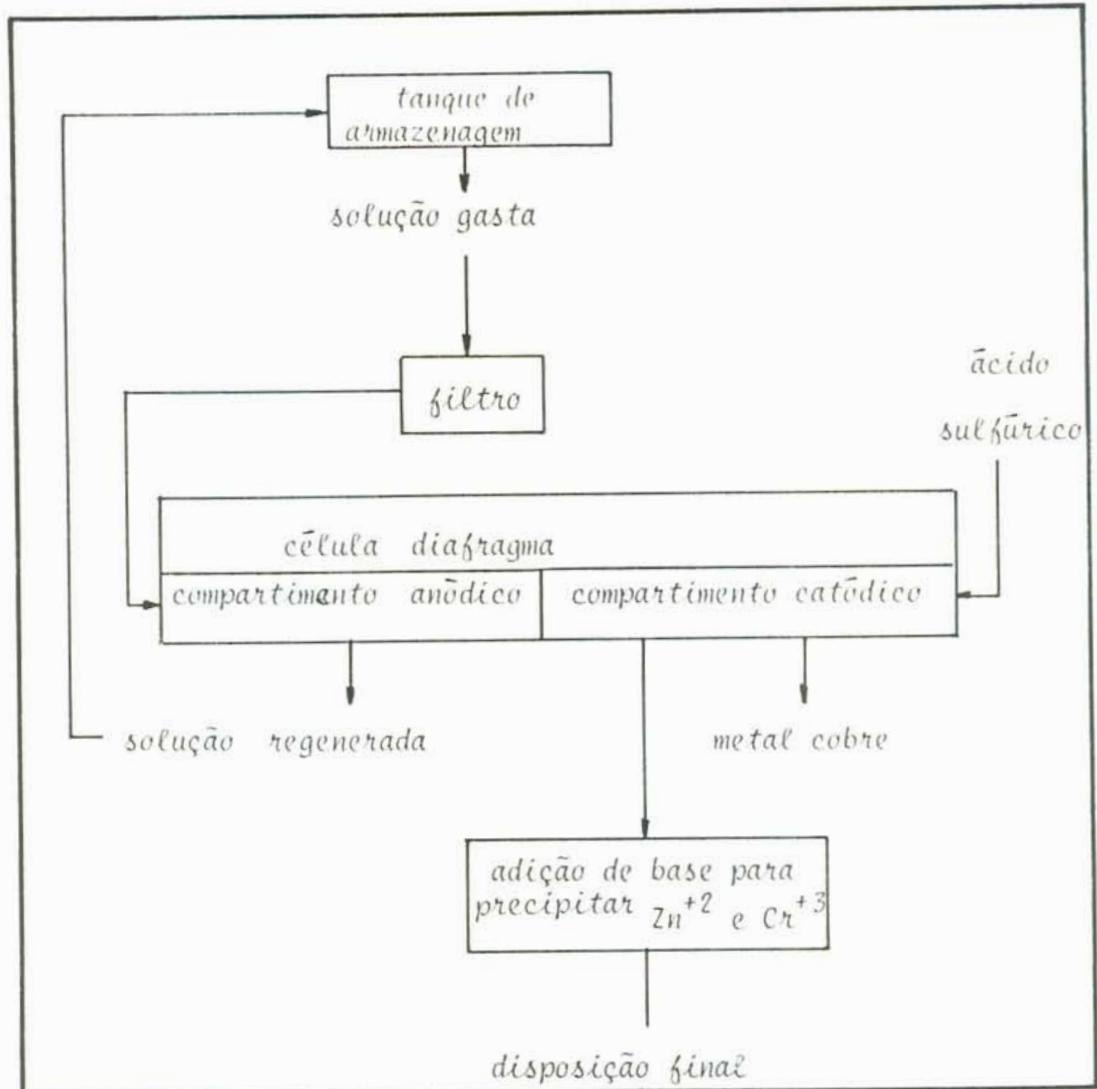 tanque de
armazenagem
solução gasta
filtro
ácido
sulfúrico
célula diafragma
compartimento anódico
compartimento catódico
solução regenerada
metal cobre
adição de base para
precipitar Zn+2 e Cr+3
disposição final